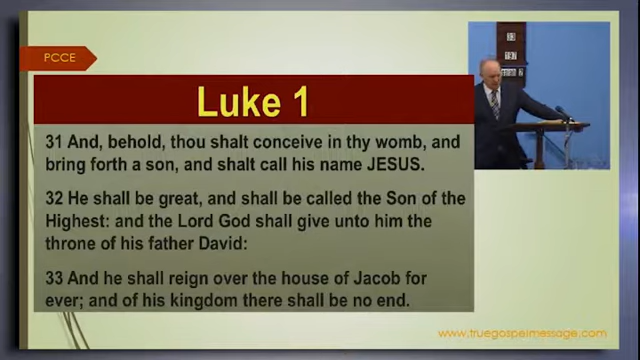 PCCE
Luke 1
31 And, behold, thou shalt conceive in thy womb, and
bring forth a son, and shalt call his name JESUS.
32 He shall be great, and shall be called the Son of the
Highest: and the Lord God shall give unto him the
throne of his father David:
33 And he shall reign over the house of Jacob for
ever; and of his kingdom there shall be no end.
www.truegospelmessage.com